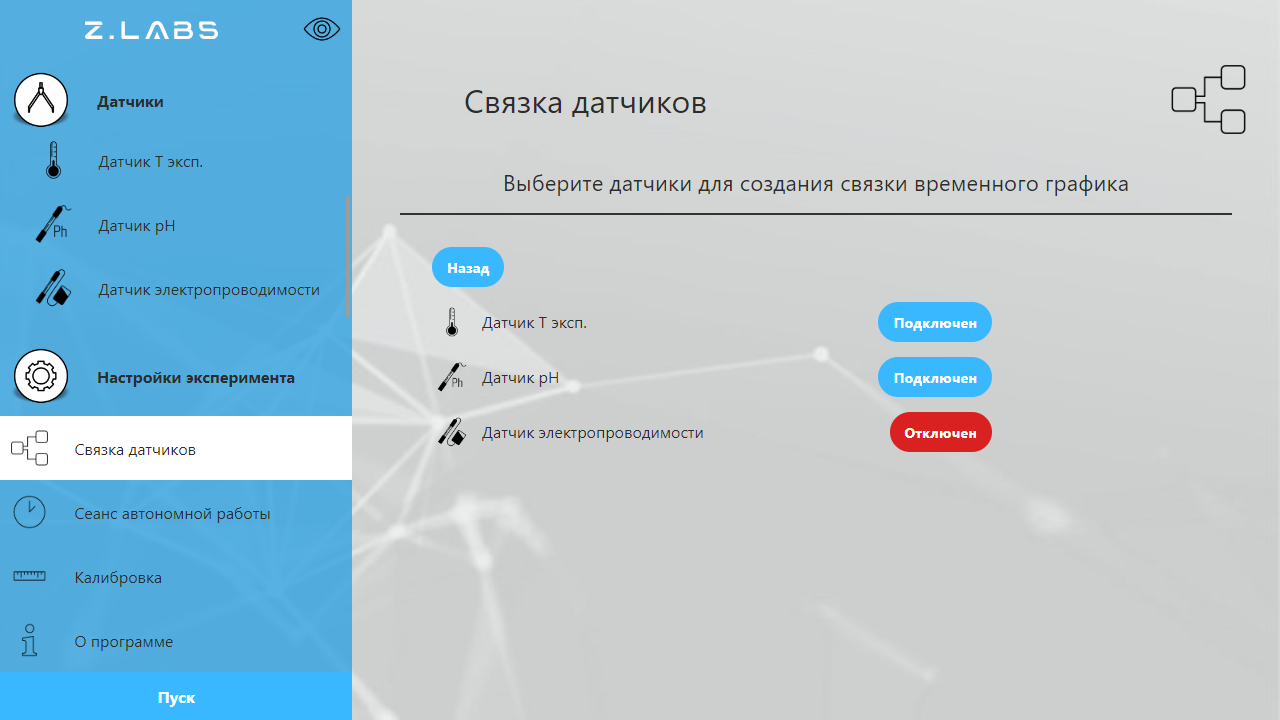 Z.LABS
Датчики
Датчик Т эксп.
Датчик pH
Ph
Датчик электропроводимости
Настройки эксперимента
Связка датчиков
Сеанс автономной работы
Калибровка
О программе
Пуск
Связка датчиков
Выберите датчики для создания связки временного графика
Назад
Датчик Т эксп. Подключен
Ph Датчик pH Подключен
Датчик электропроводимости Отключен